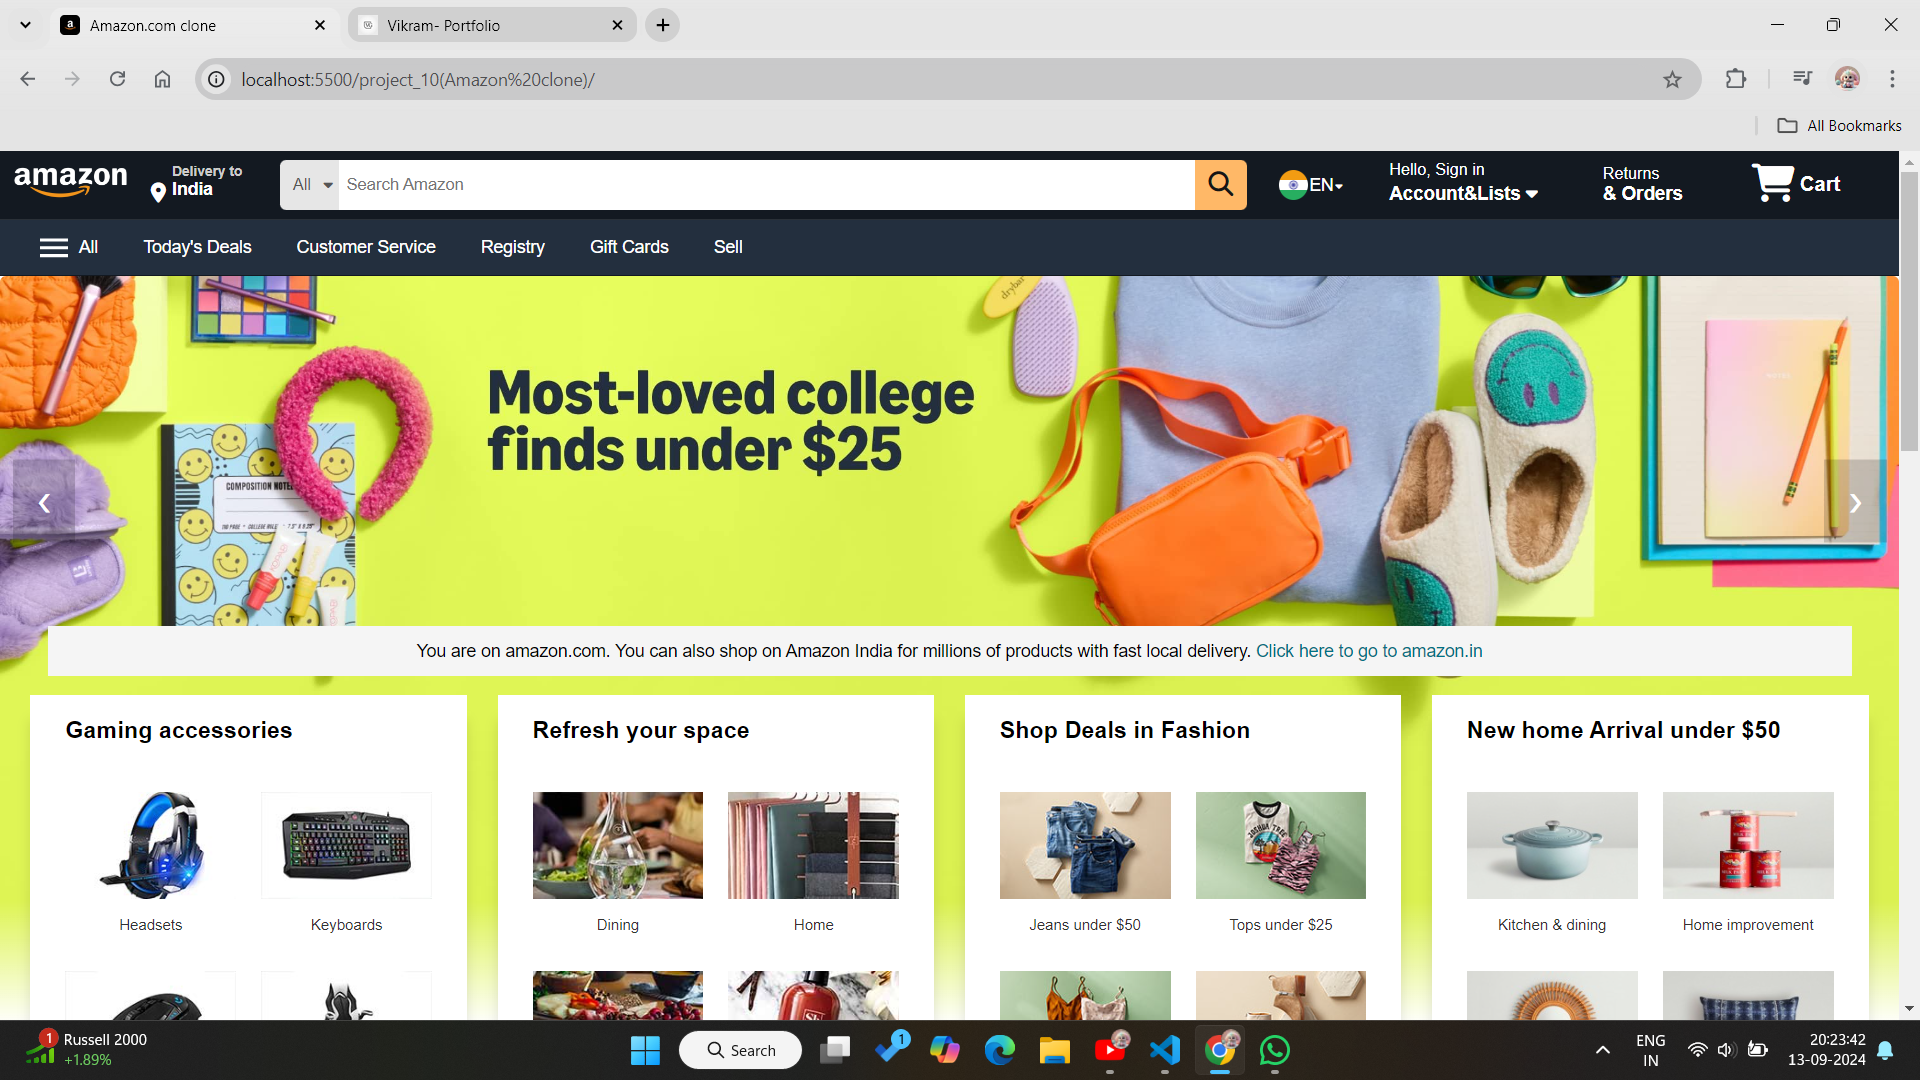 Amazon.com clone
Vikram- Portfolio
localhost:5500/project_10(Amazon%20clone)/
All Bookmarks
amazon
Delivery to
India
All
Search Amazon
EN
Hello, Sign in
Account&Lists
Returns
& Orders
Cart
All
Today's Deals
Customer Service
Registry
Gift Cards
Sell
drybar
Most-loved college
finds under $25
COMPOSITION NOTE
You are on amazon.com. You can also shop on Amazon India for millions of products with fast local delivery. Click here to go to amazon.in
Gaming accessories
Refresh your space
Shop Deals in Fashion
New home Arrival under $50
Headsets
Keyboards
Dining
Home
Jeans under $50
Tops under $25
Kitchen & dining
Home improvement
1
Russell 2000
+1.89%
Search
1
ENG
IN
20:23:42
13-09-2024